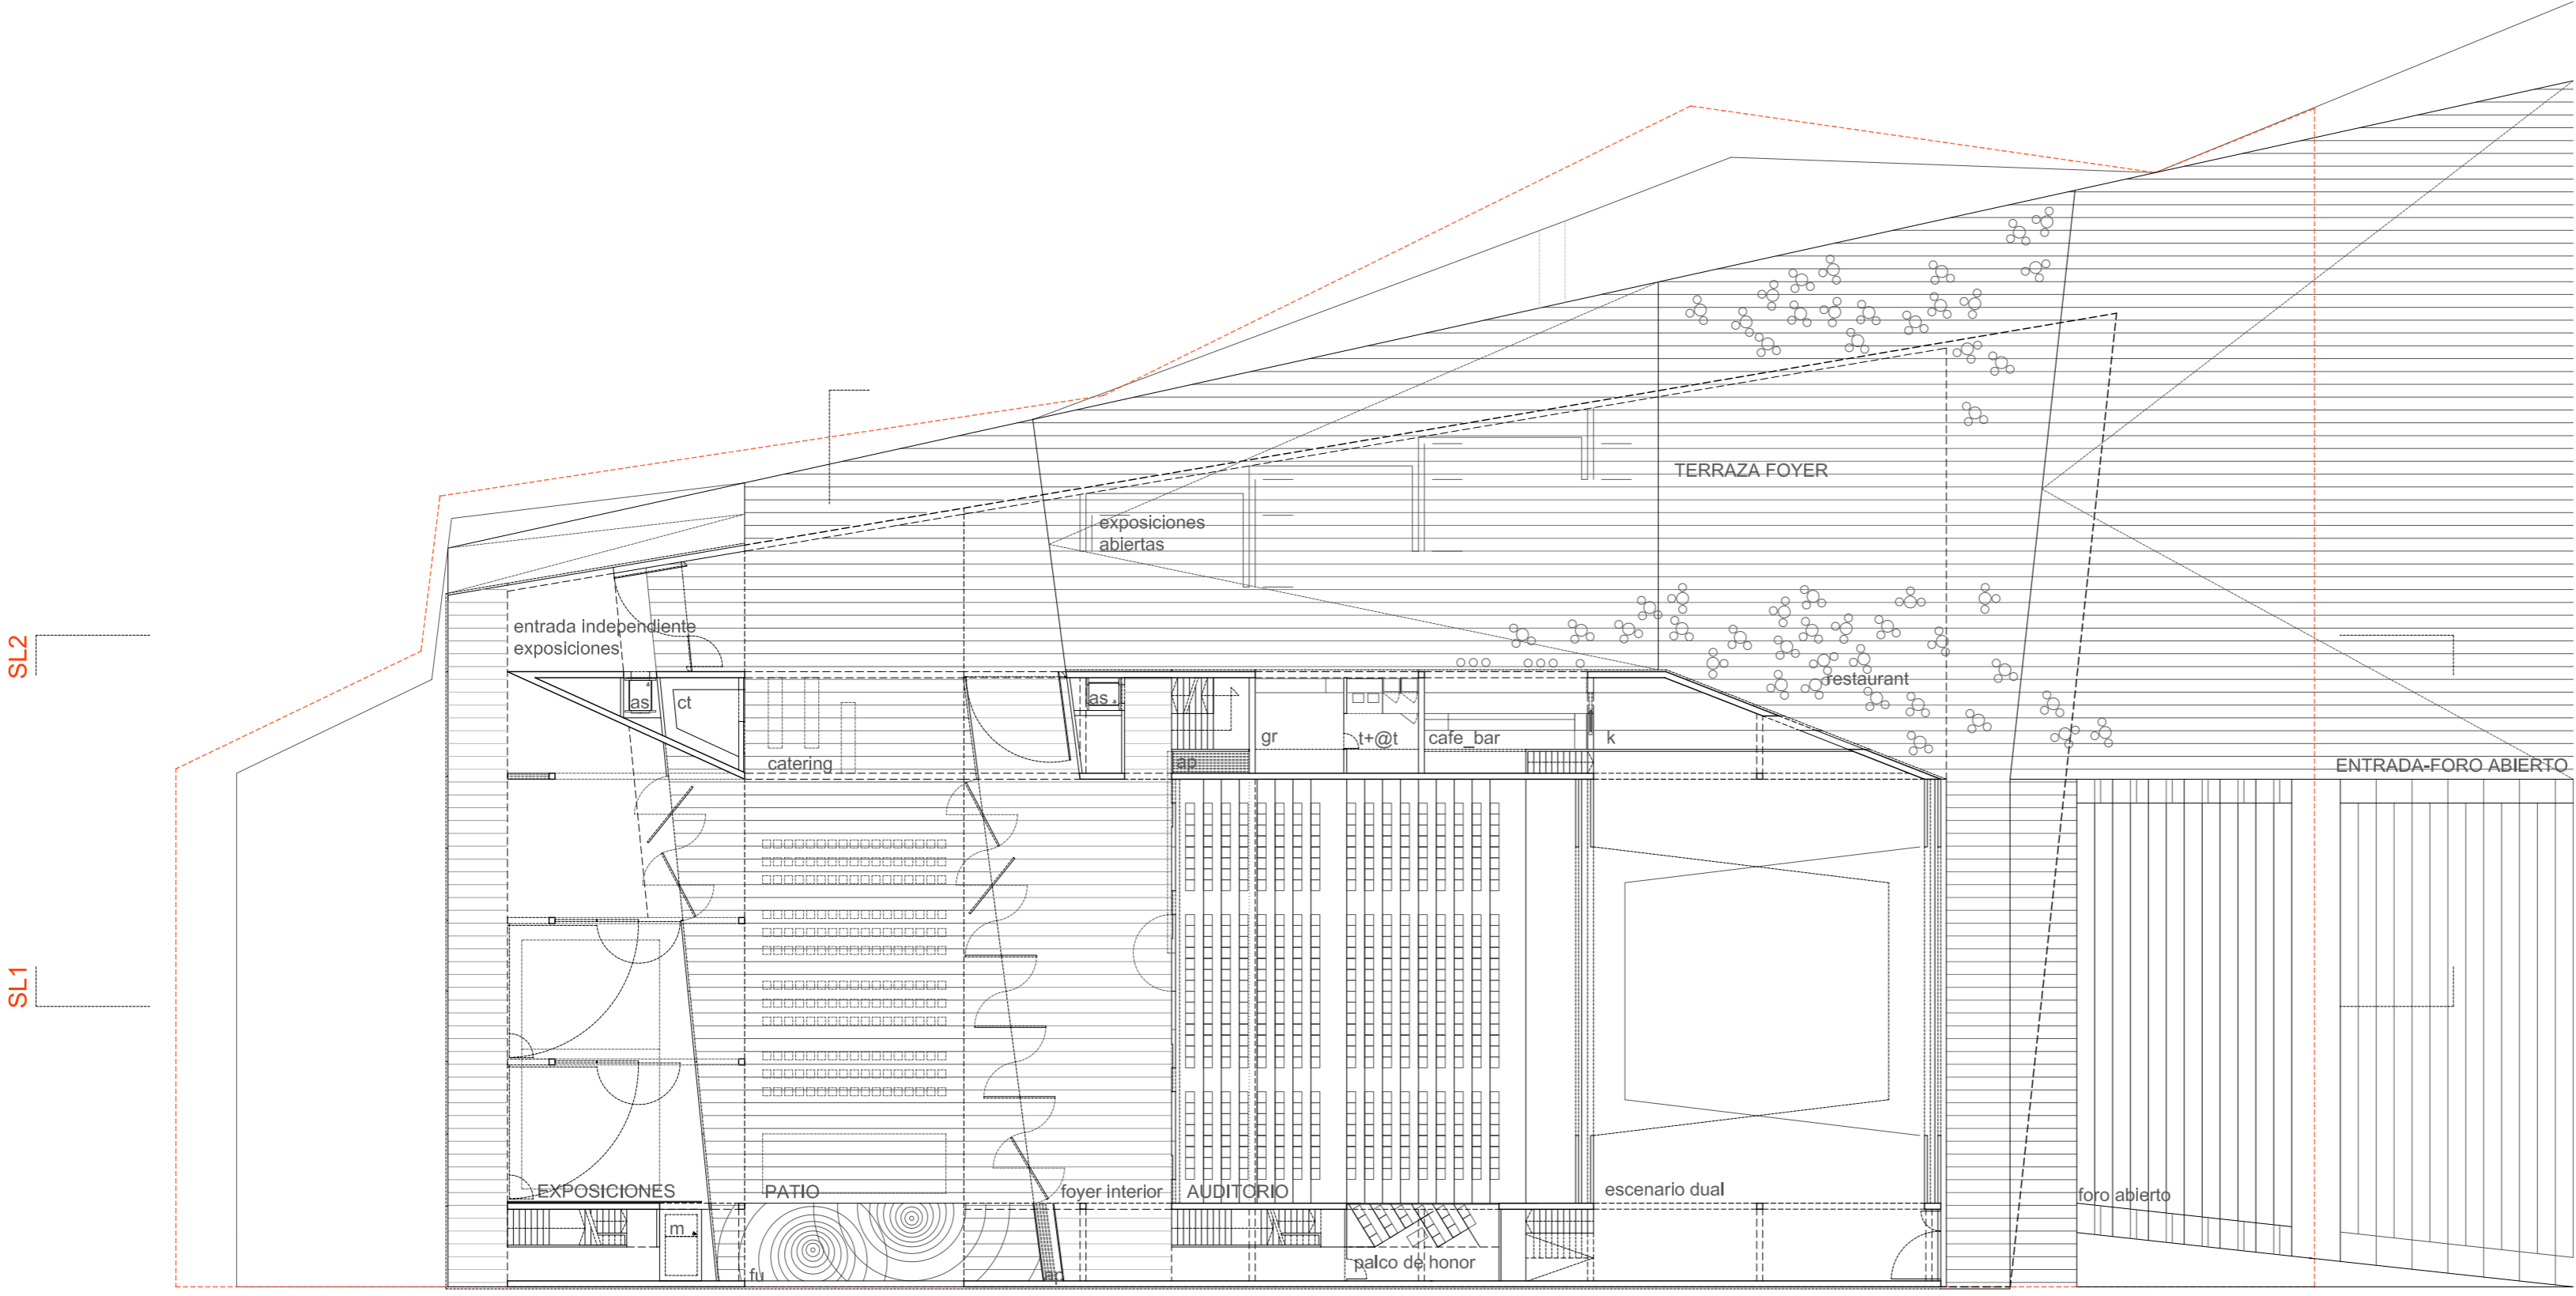 TERRAZA FOYER
exposiciones
abiertas
SL2
entrada independiente
exposiciones
as
ct
as
restaurant
gr
t+@t
cafe_bar
k
catering
ap
ENTRADA-FORO ABIERTO
SL1
EXPOSICIONES
PATIO
foyer interior
AUDITORIO
escenario dual
foro abierto
m
palco de honor
fu
ap